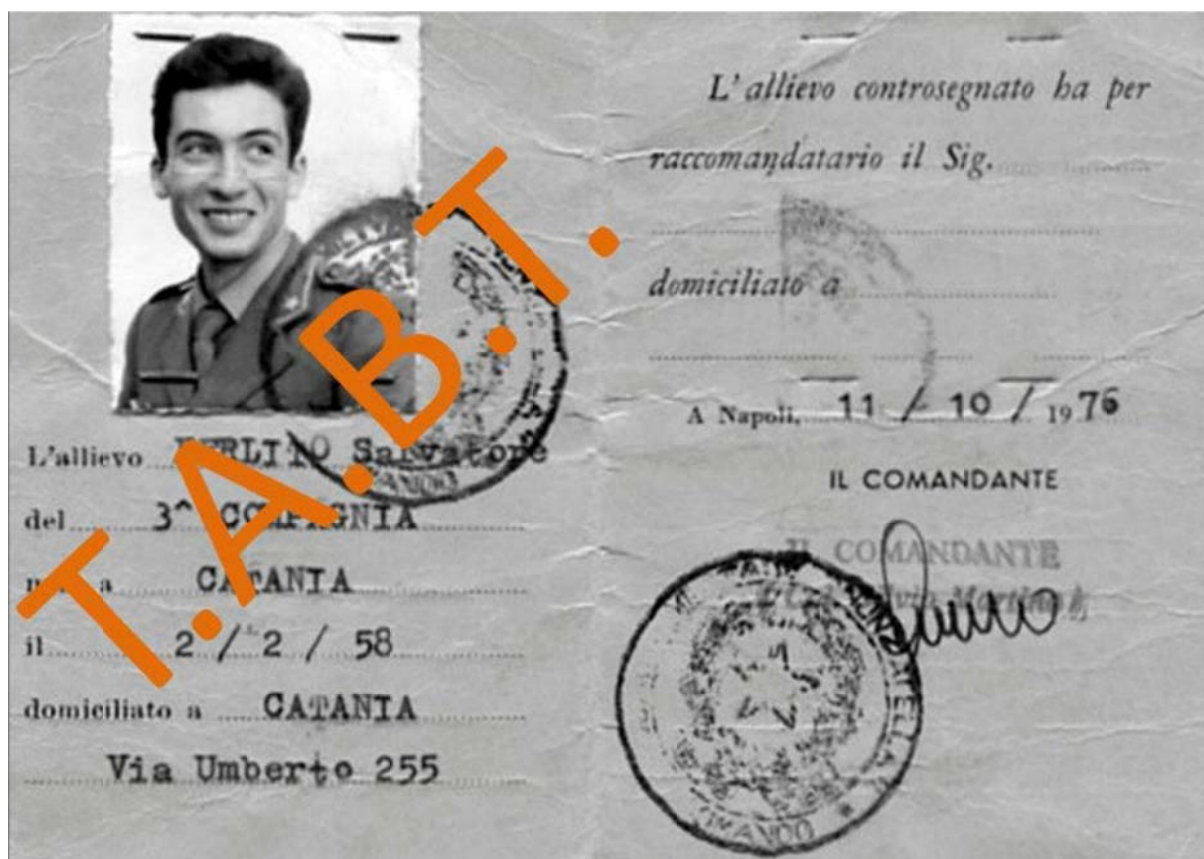 L'allievo Salvatore
del 3^ COMPAGNIA
a CATANIA
il 2 / 2 / 58
domiciliato a CATANIA
Via Umberto 255
T.A.B.T.
L'allievo controsegnato ha per
raccomandatario il Sig.
domiciliato a
A Napoli, 11 / 10 / 1976
IL COMANDANTE
IL COMANDANTE